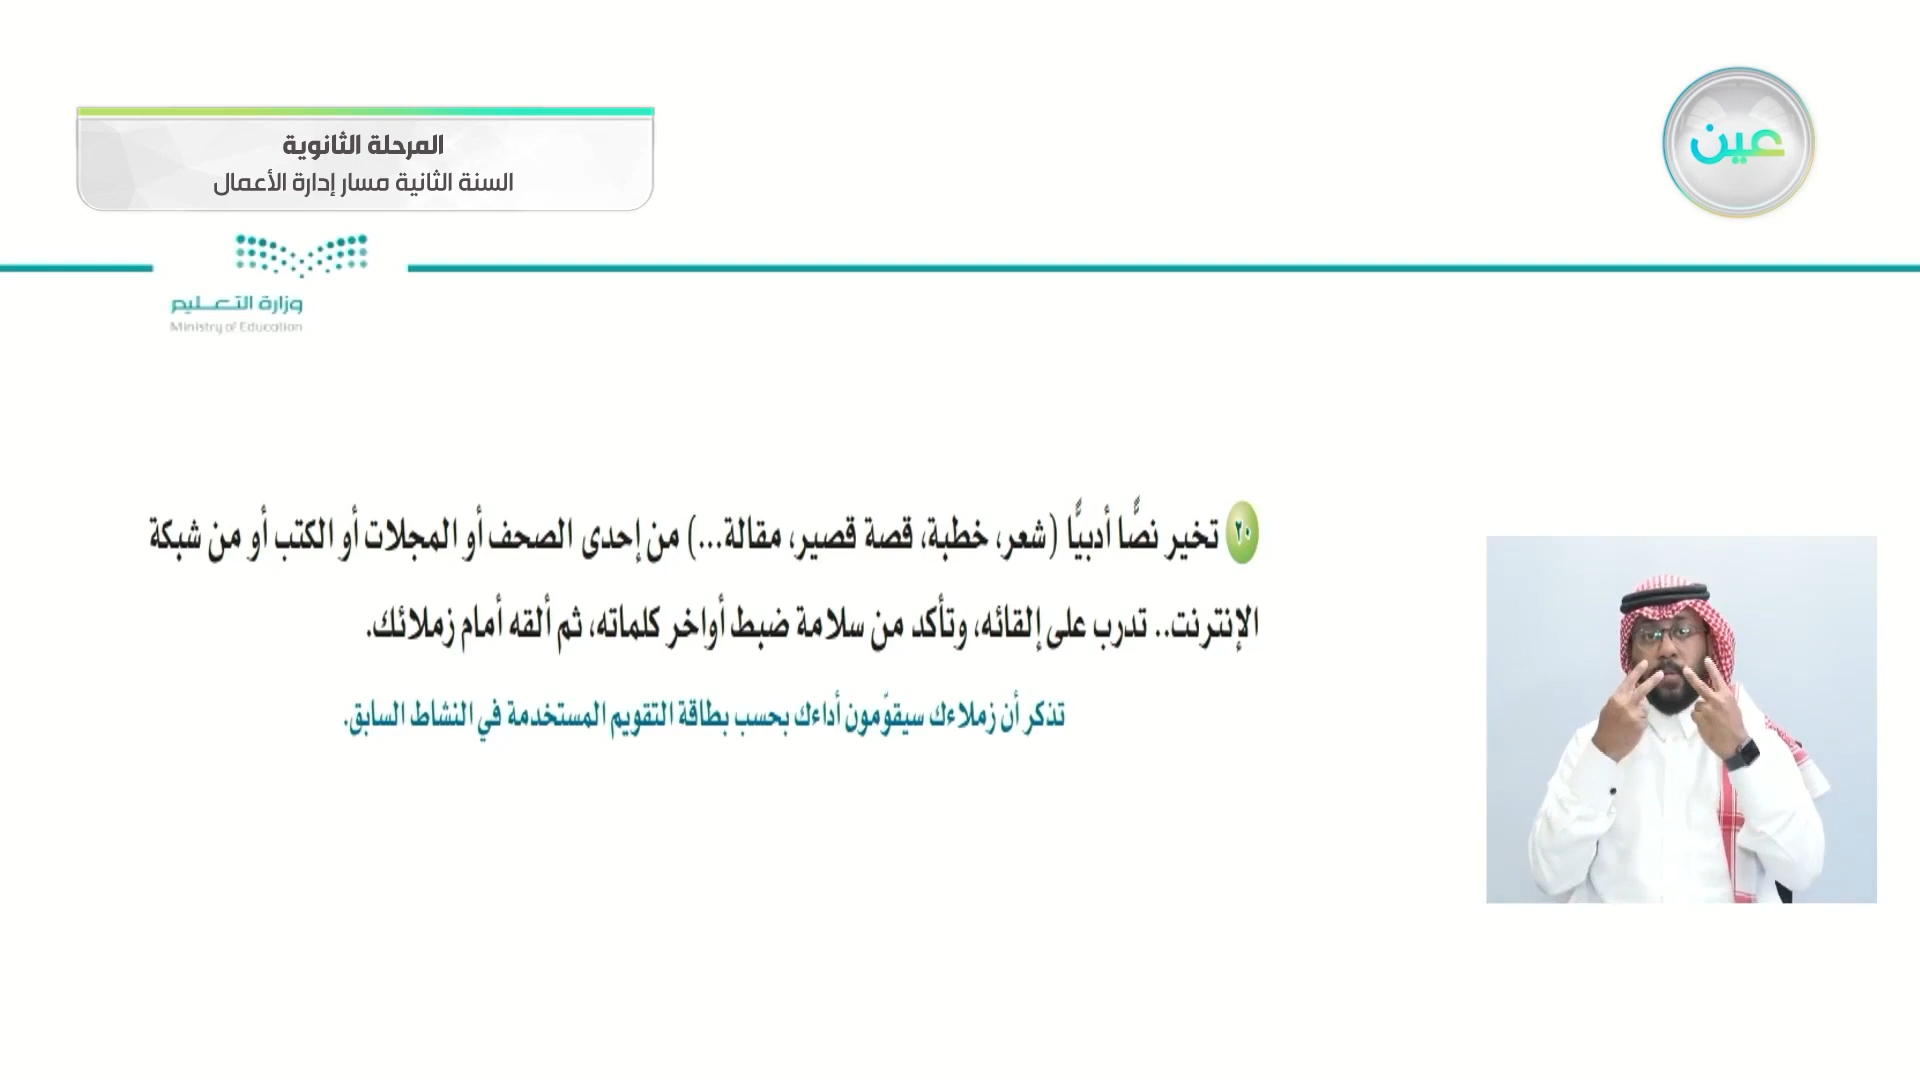 المرحلة الثانوية
السنة الثانية مسار إدارة الأعمال
عين
وزارة التعليم
Ministry of Education
٢٠ تخير نصًّا أدبيًّا (شعر، خطبة، قصة قصير، مقالة...) من إحدى الصحف أو المجلات أو الكتب أو من شبكة
الإنترنت.. تدرب على إلقائه، وتأكد من سلامة ضبط أواخر كلماته، ثم ألقه أمام زملائك.
تذكر أن زملاءك سيقوّمون أداءك بحسب بطاقة التقويم المستخدمة في النشاط السابق.